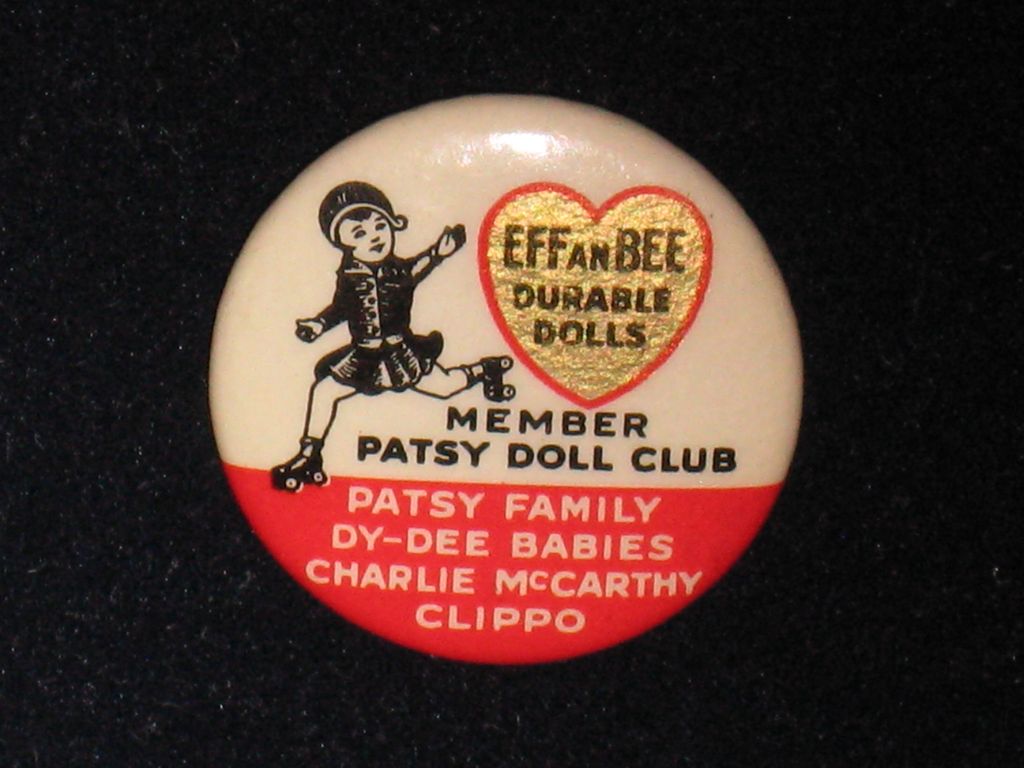 EFFANBEE
DURABLE
DOLLS
MEMBER
PATSY DOLL CLUB
PATSY FAMILY
DY-DEE BABIES
CHARLIE McCARTHY
CLIPPO